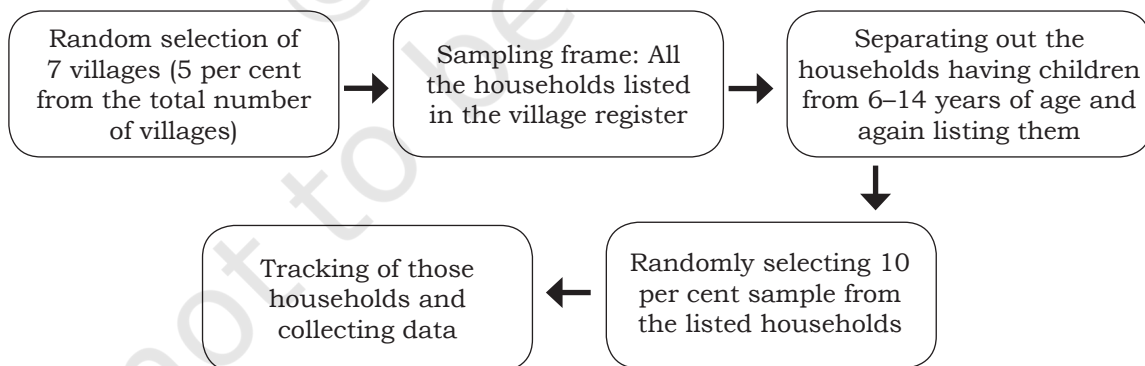 Random selection of
7 villages (5 per cent
from the total number
of villages)
Sampling frame: All
the households listed
in the village register
Separating out the
households having children
from 6–14 years of age and
again listing them
Randomly selecting 10
per cent sample from
the listed households
Tracking of those
households and
collecting data
not to be